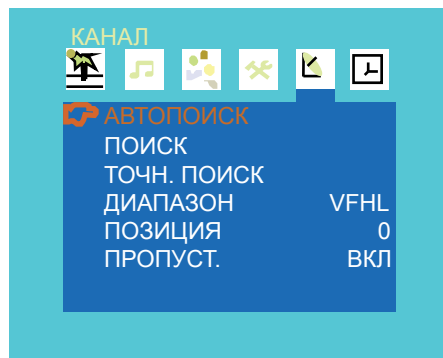 КАНАЛ
АВТОПОИСК
ПОИСК
ТОЧН. ПОИСК
ДИАПАЗОН VFHL
ПОЗИЦИЯ 0
ПРОПУСТ. ВКЛ